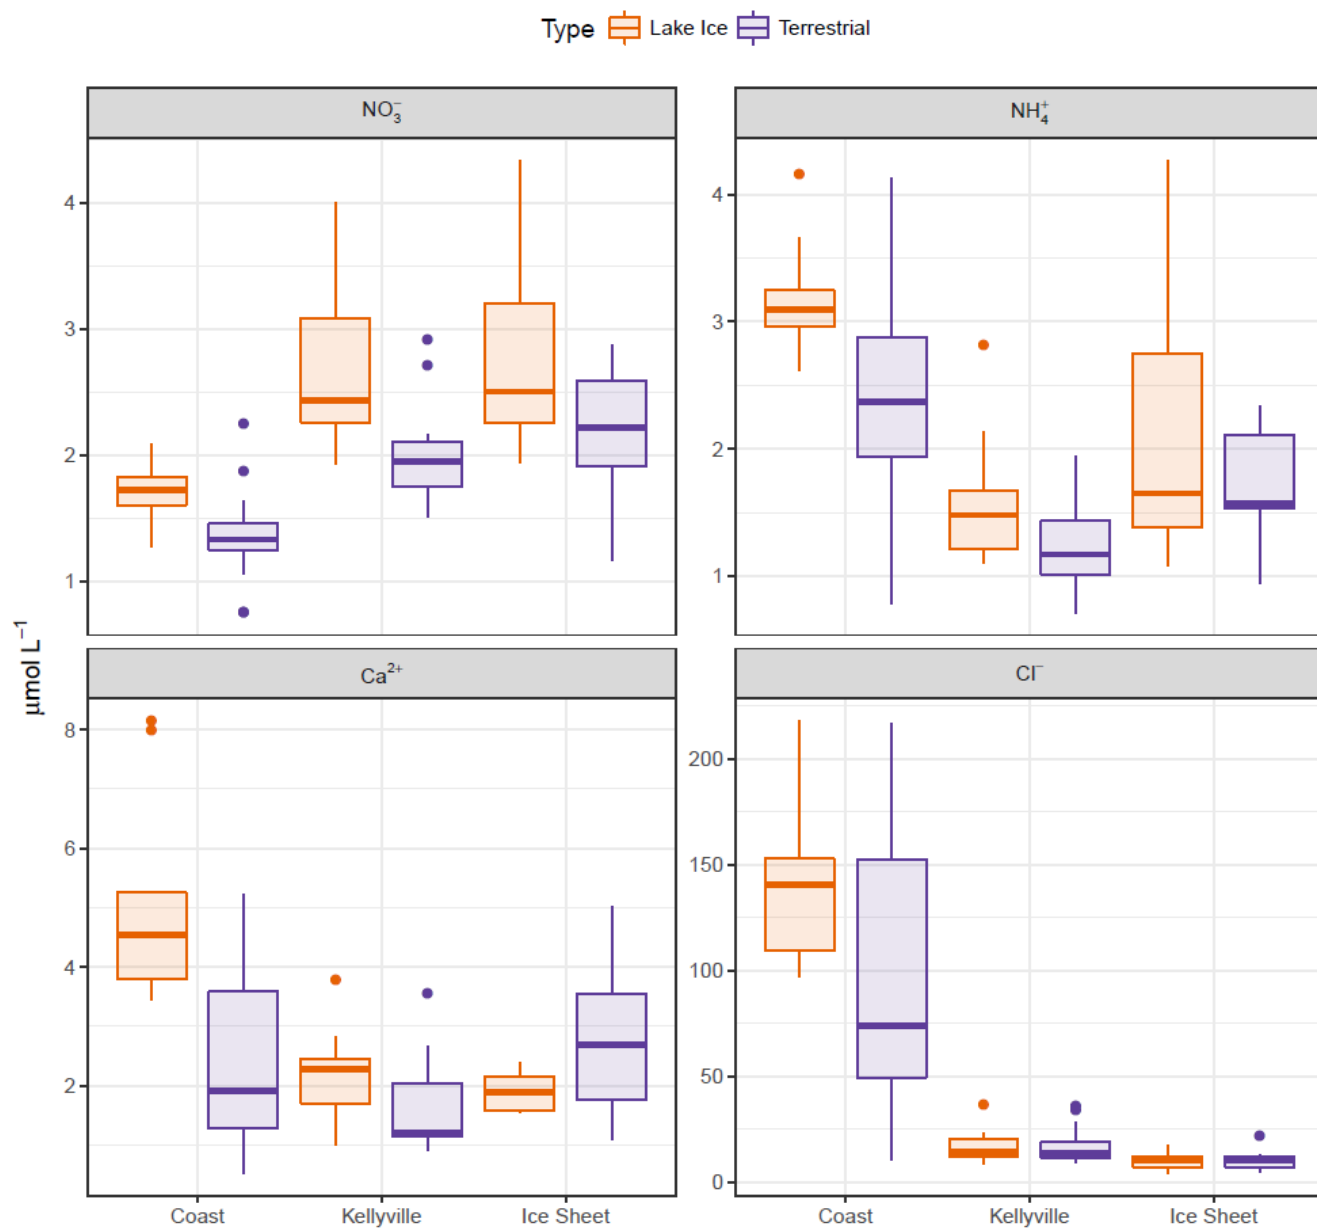 Type Lake Ice Terrestrial
NO₃⁻
NH₄⁺
4
3
2
1
4
3
2
1
μmol L⁻¹
Ca²⁺
Cl⁻
8
6
4
2
200
150
100
50
0
Coast Kellyville Ice Sheet
Coast Kellyville Ice Sheet